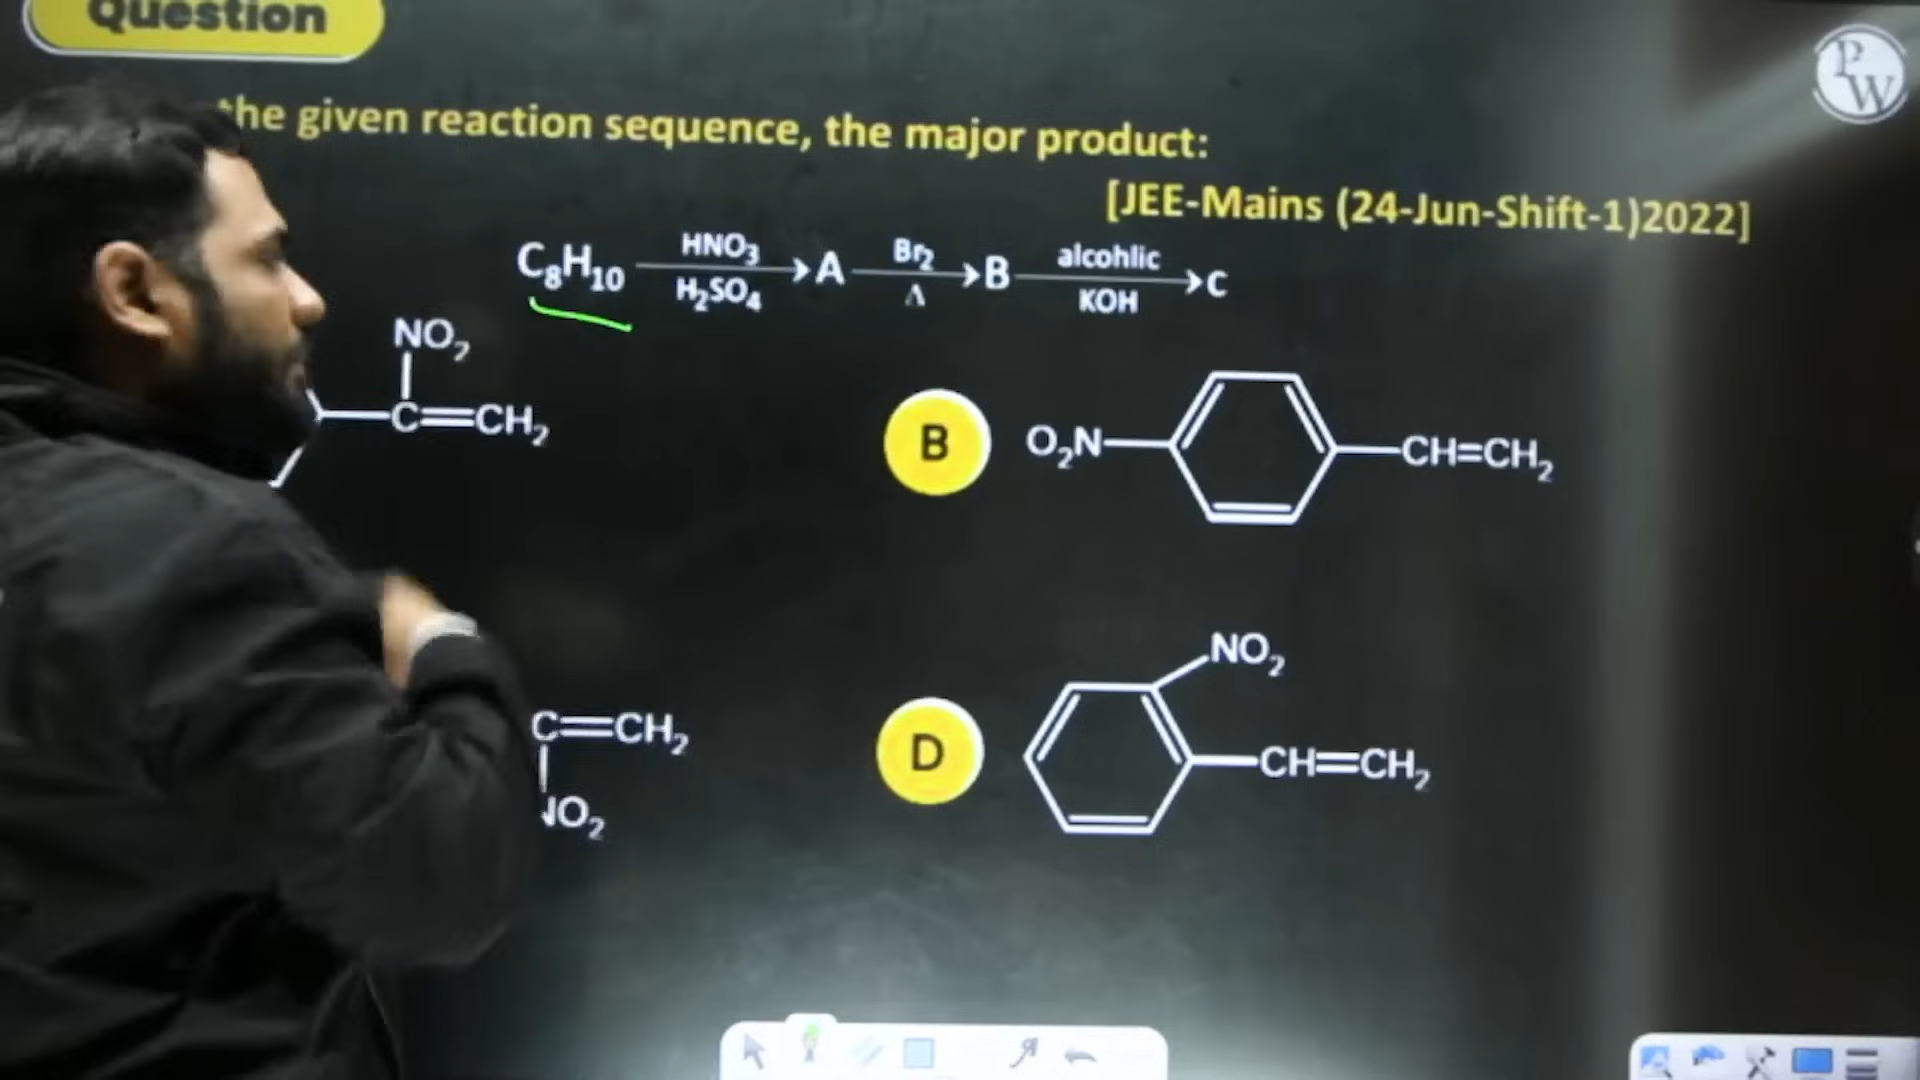 Question
the given reaction sequence, the major product:
[JEE-Mains (24-Jun-Shift-1)2022]
C8H10 HNO3 H2SO4 A Br2 Δ B alcohlic KOH C
NO2
C=CH2
B O2N CH=CH2
C=CH2
NO2
D NO2
CH=CH2
PW